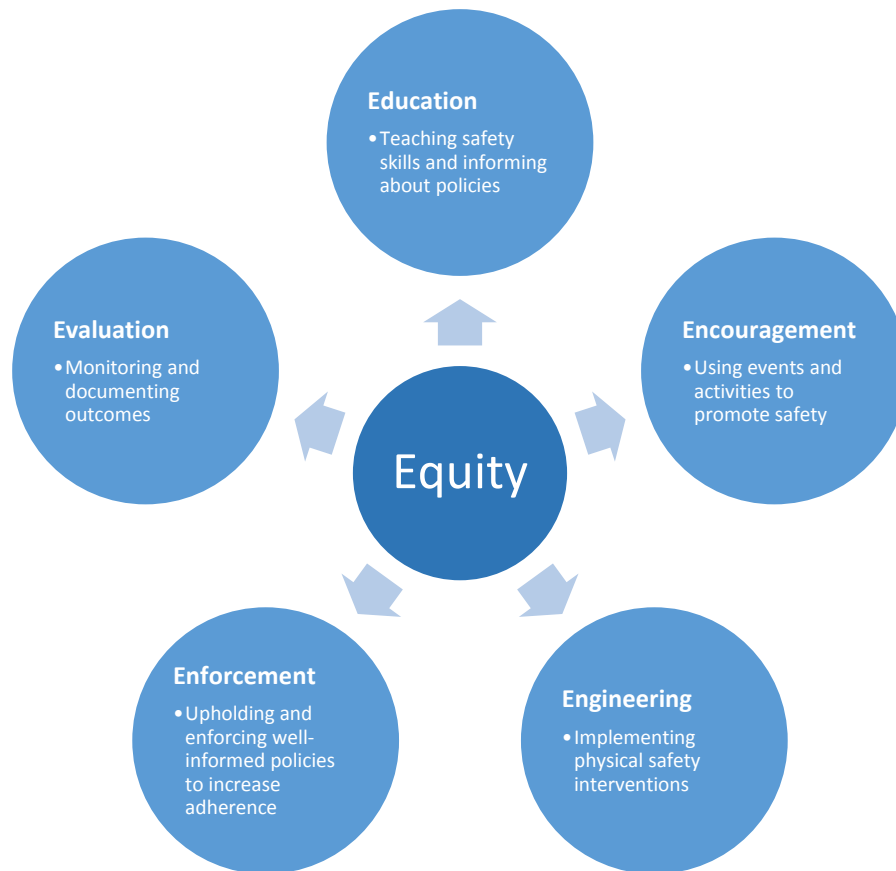 Education
•Teaching safety
skills and informing
about policies
Encouragement
•Using events and
activities to
promote safety
Engineering
•Implementing
physical safety
interventions
Enforcement
•Upholding and
enforcing well-
informed policies
to increase
adherence
Evaluation
•Monitoring and
documenting
outcomes
Equity